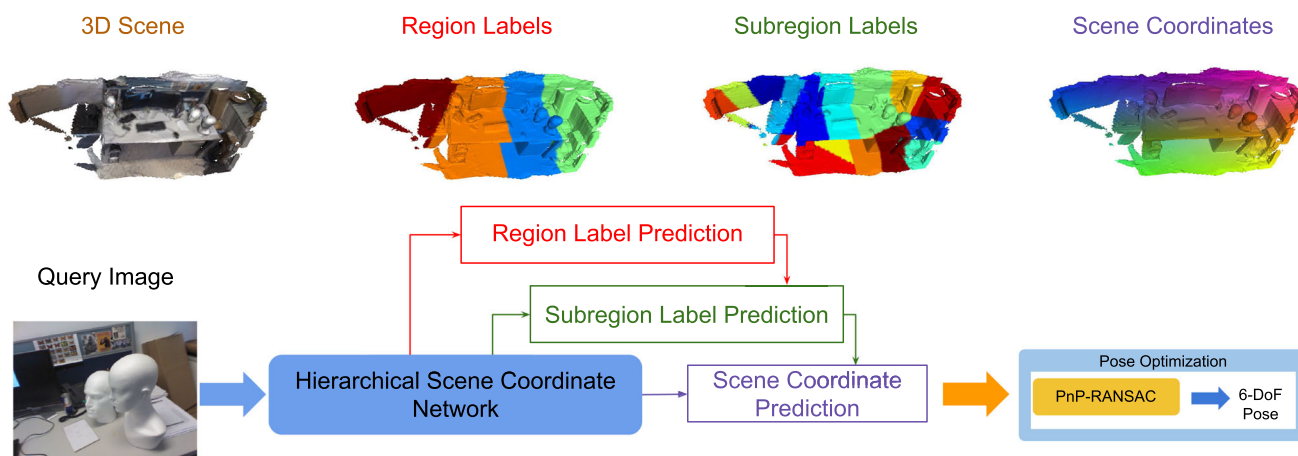 3D Scene
Region Labels
Subregion Labels
Scene Coordinates
Region Label Prediction
Query Image
Subregion Label Prediction
Hierarchical Scene Coordinate
Network
Scene Coordinate
Prediction
Pose Optimization
PnP-RANSAC
6-DoF
Pose